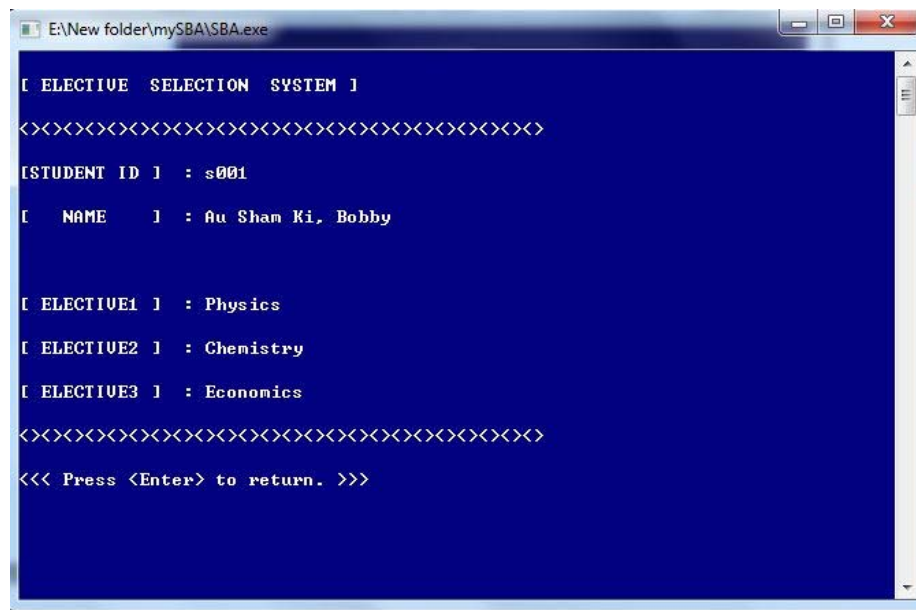 E:\New folder\mySBA\SBA.exe
[ ELECTIVE  SELECTION  SYSTEM ]
<><><><><><><><><><><><><><><><><><><><><><><><>
[STUDENT ID ]  : s001
[   NAME    ]  : Au Sham Ki, Bobby
[ ELECTIVE1 ]  : Physics
[ ELECTIVE2 ]  : Chemistry
[ ELECTIVE3 ]  : Economics
<><><><><><><><><><><><><><><><><><><><><><><><>
<<< Press <Enter> to return. >>>